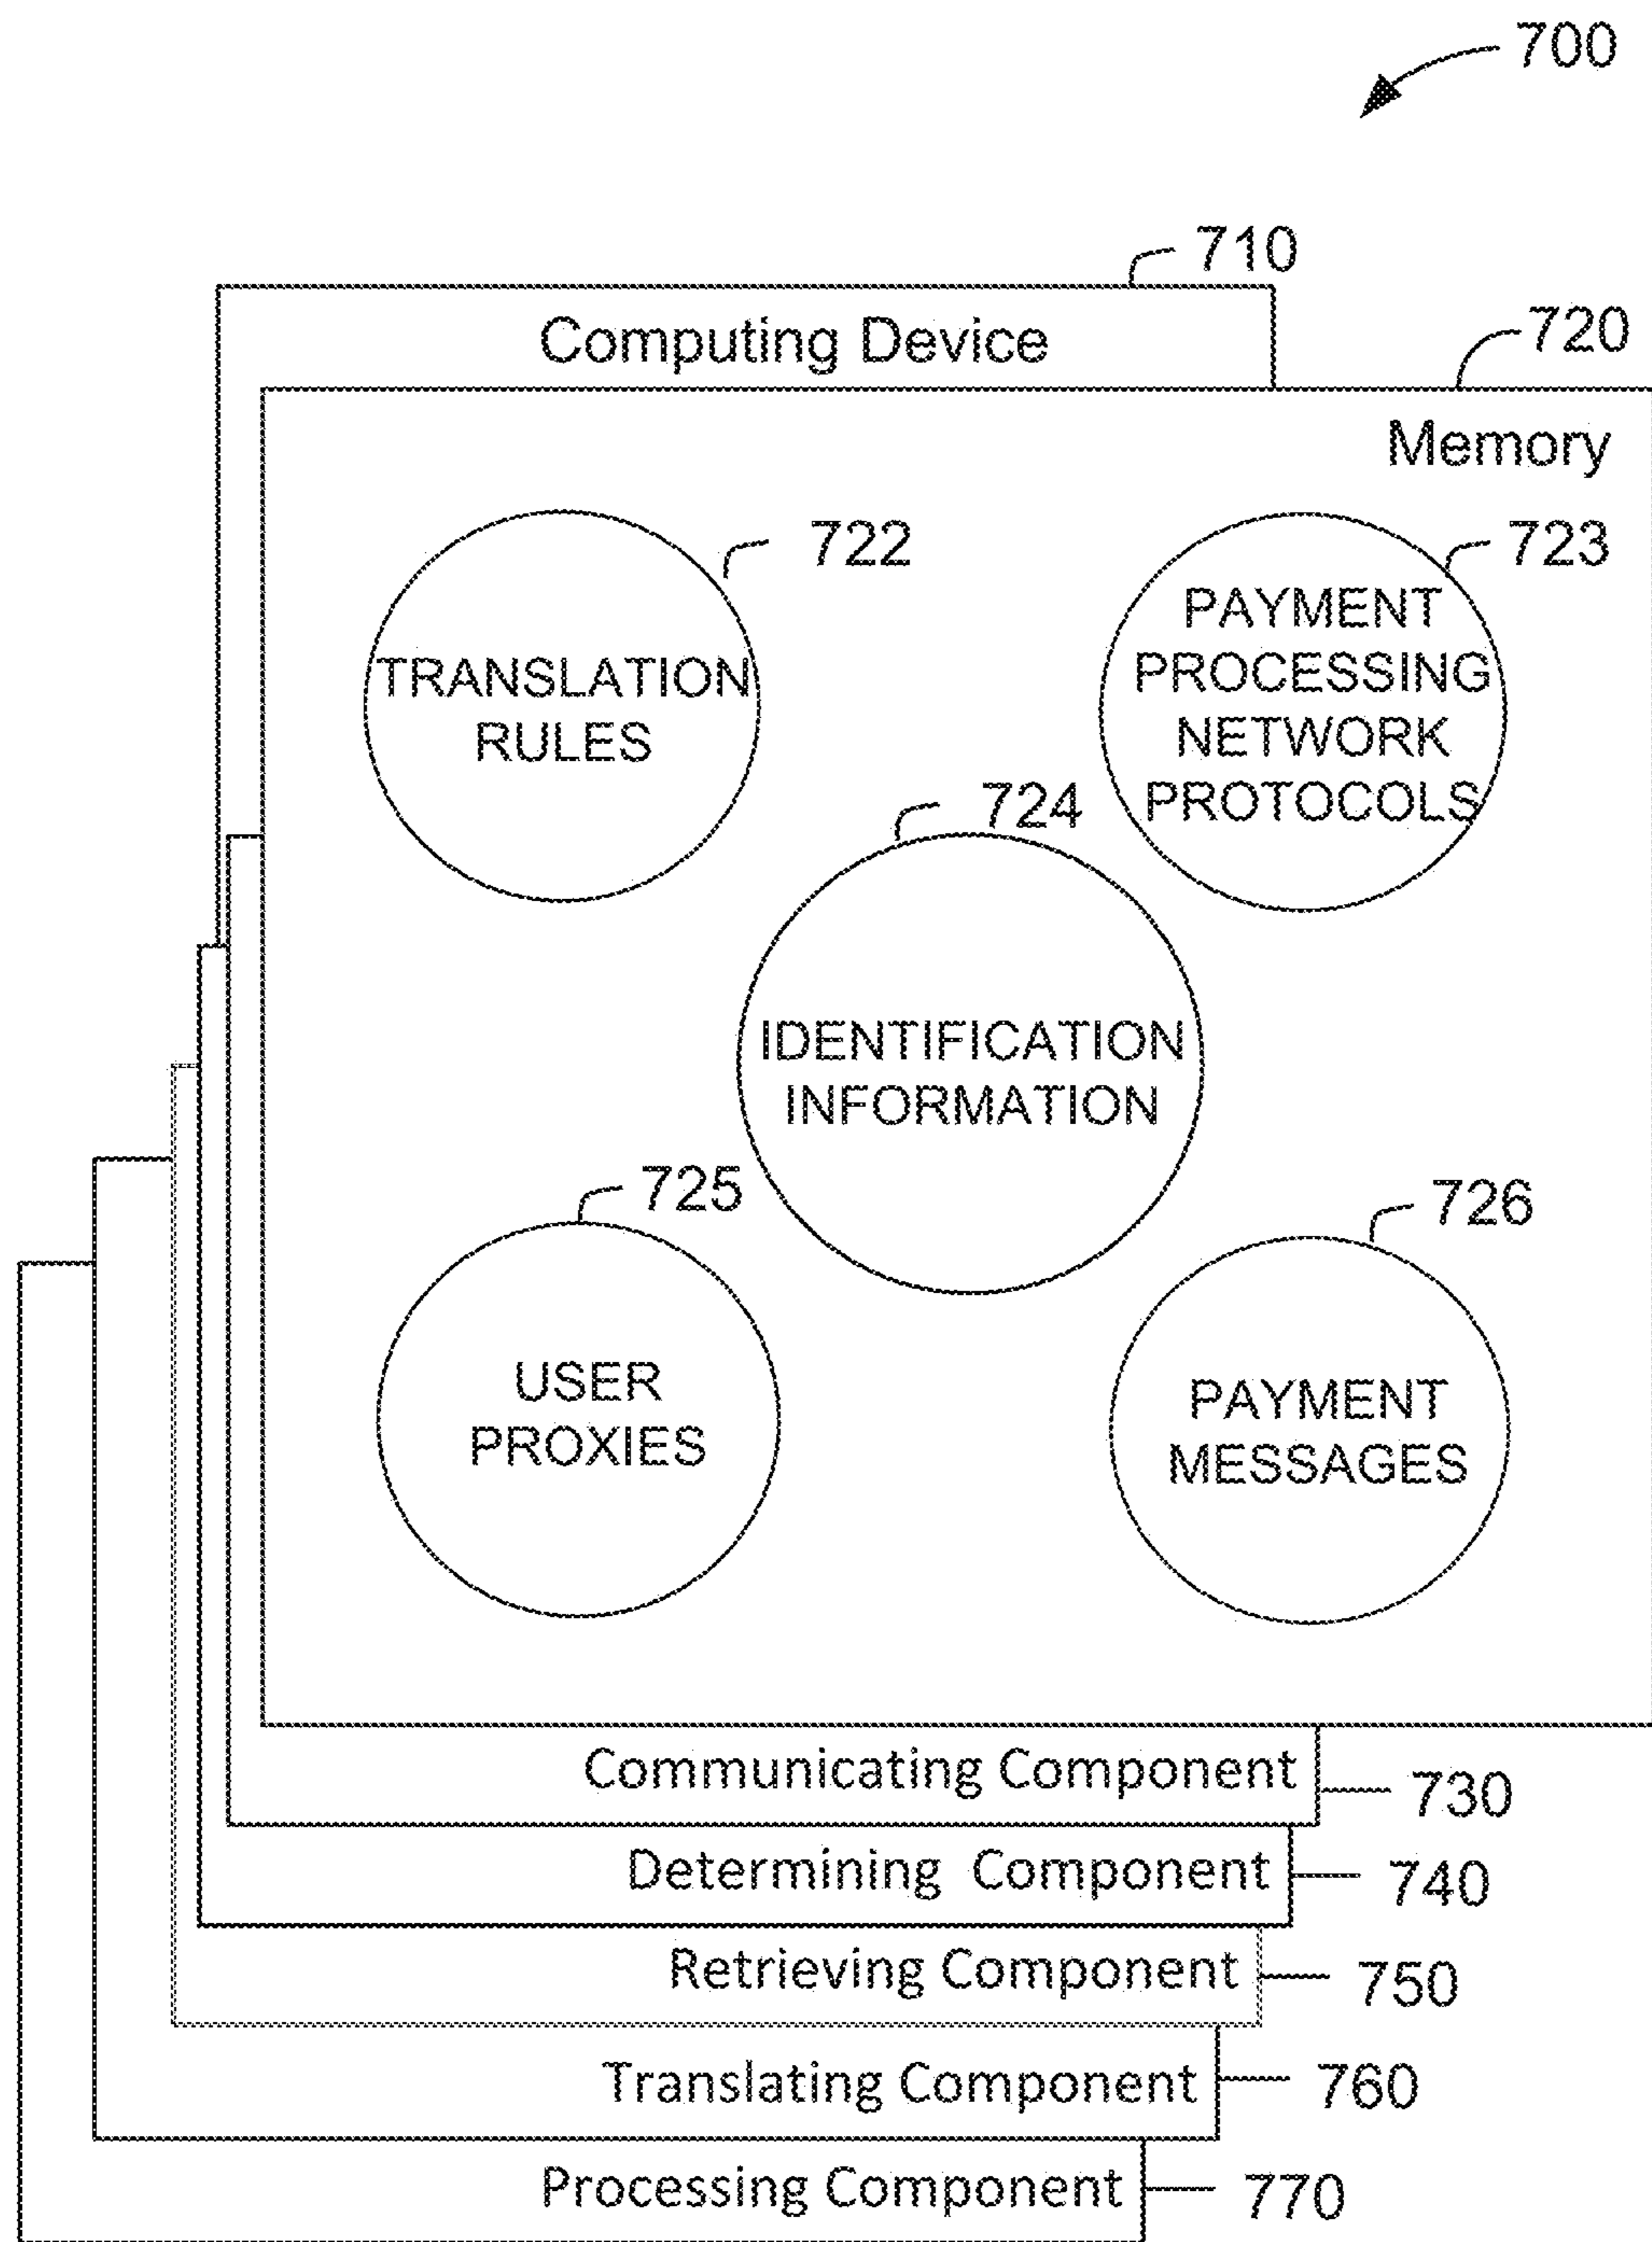 700
710
Computing Device
720
Memory
722
723
TRANSLATION
RULES
PAYMENT
PROCESSING
NETWORK
PROTOCOLS
724
IDENTIFICATION
INFORMATION
725
726
USER
PROXIES
PAYMENT
MESSAGES
Communicating Component
730
Determining Component
740
Retrieving Component
750
Translating Component
760
Processing Component
770